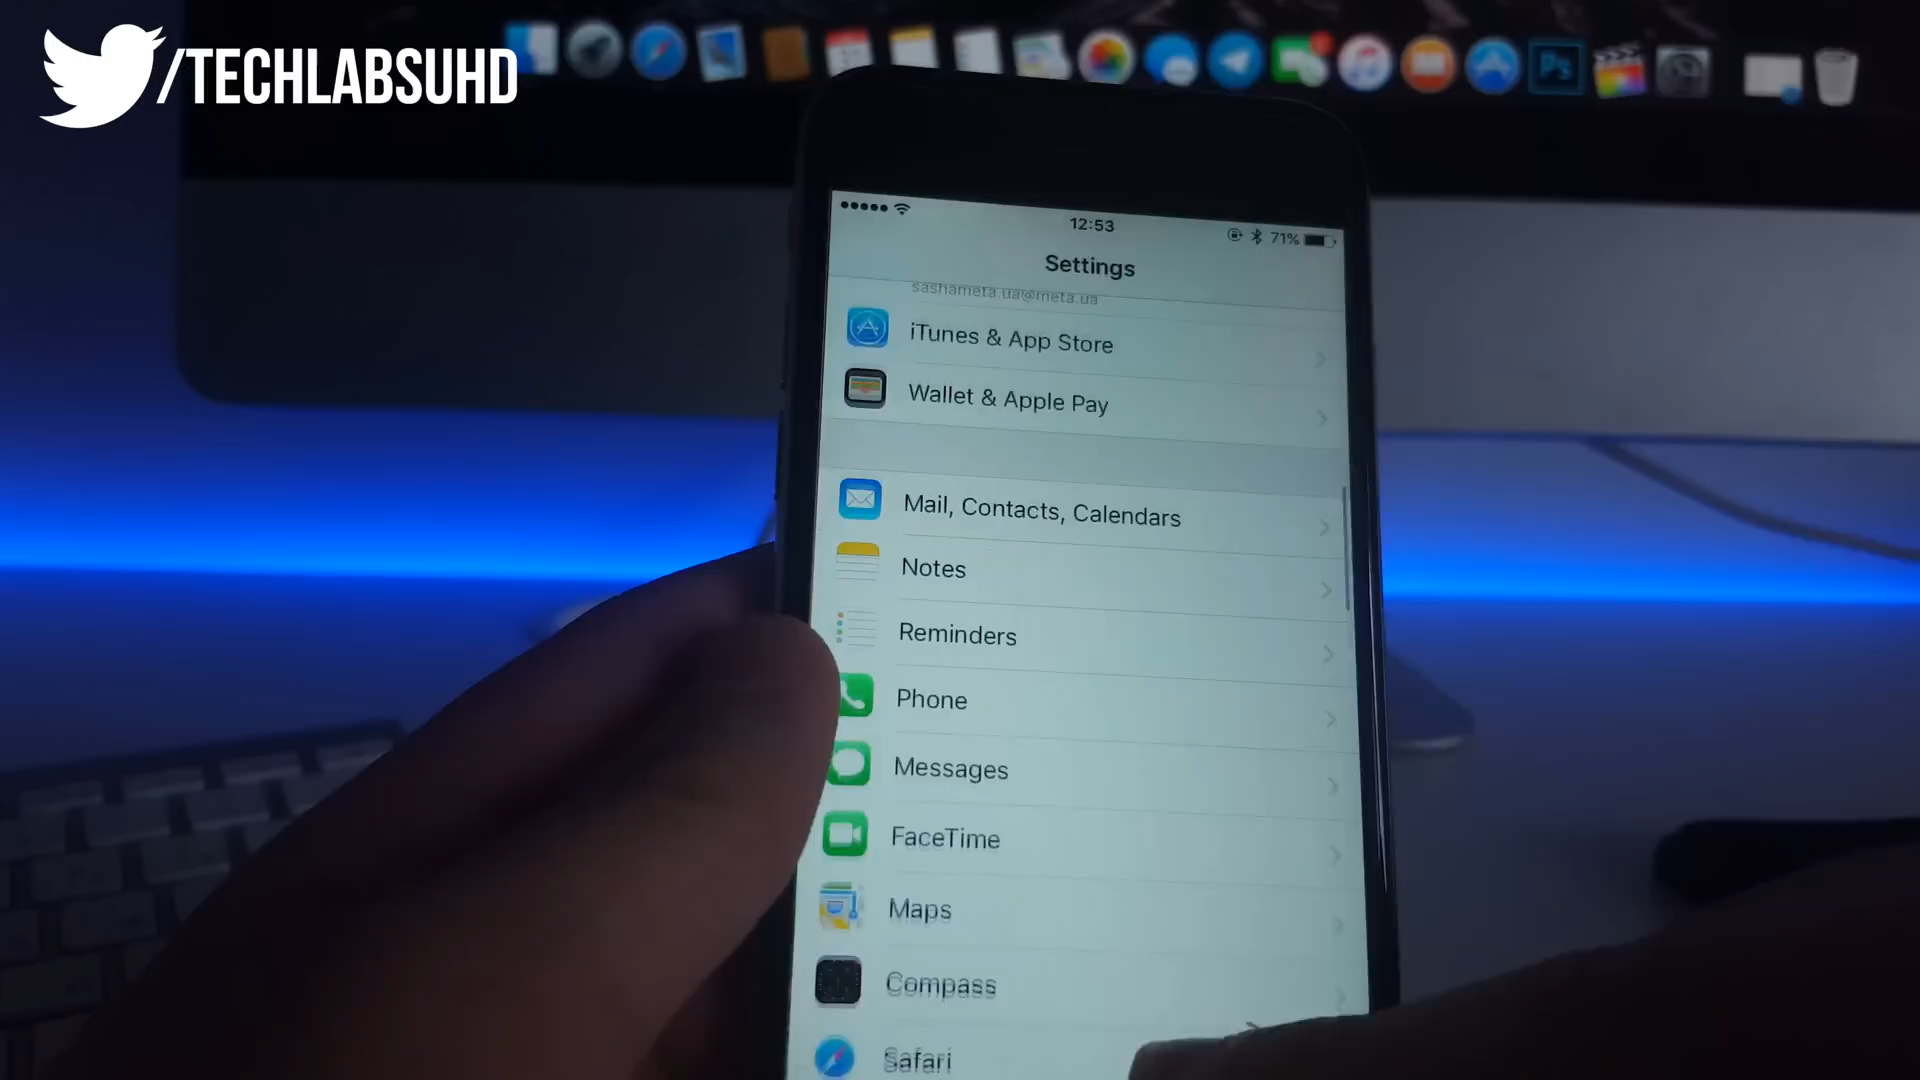 /TECHLABSUHD
Ps
12:53
71%
Settings
sashameta.ua@meta.ua
iTunes & App Store
Wallet & Apple Pay
Mail, Contacts, Calendars
Notes
Reminders
Phone
Messages
FaceTime
Maps
Compass
Safari